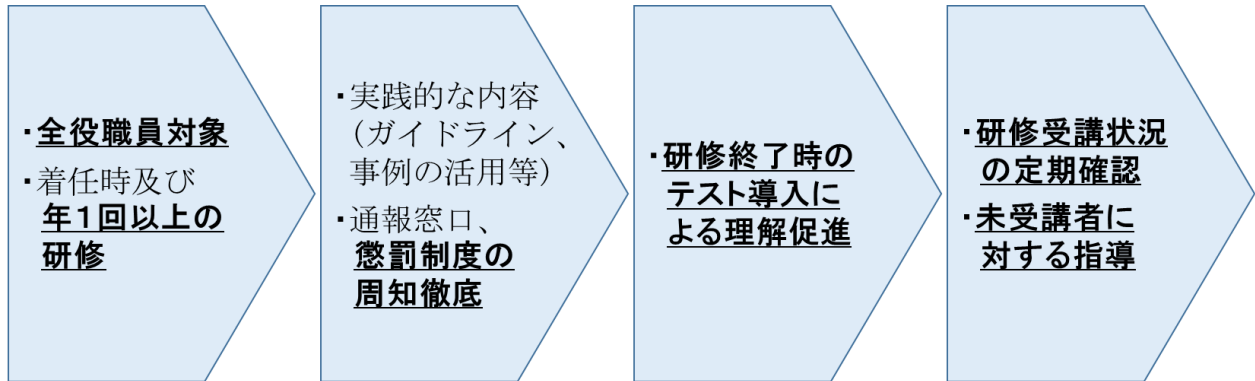 ・全役職員対象
・着任時及び
年１回以上の
研修
・実践的な内容
（ガイドライン、
事例の活用等）
・通報窓口、
懲罰制度の
周知徹底
・研修終了時の
テスト導入に
よる理解促進
・研修受講状況
の定期確認
・未受講者に
対する指導